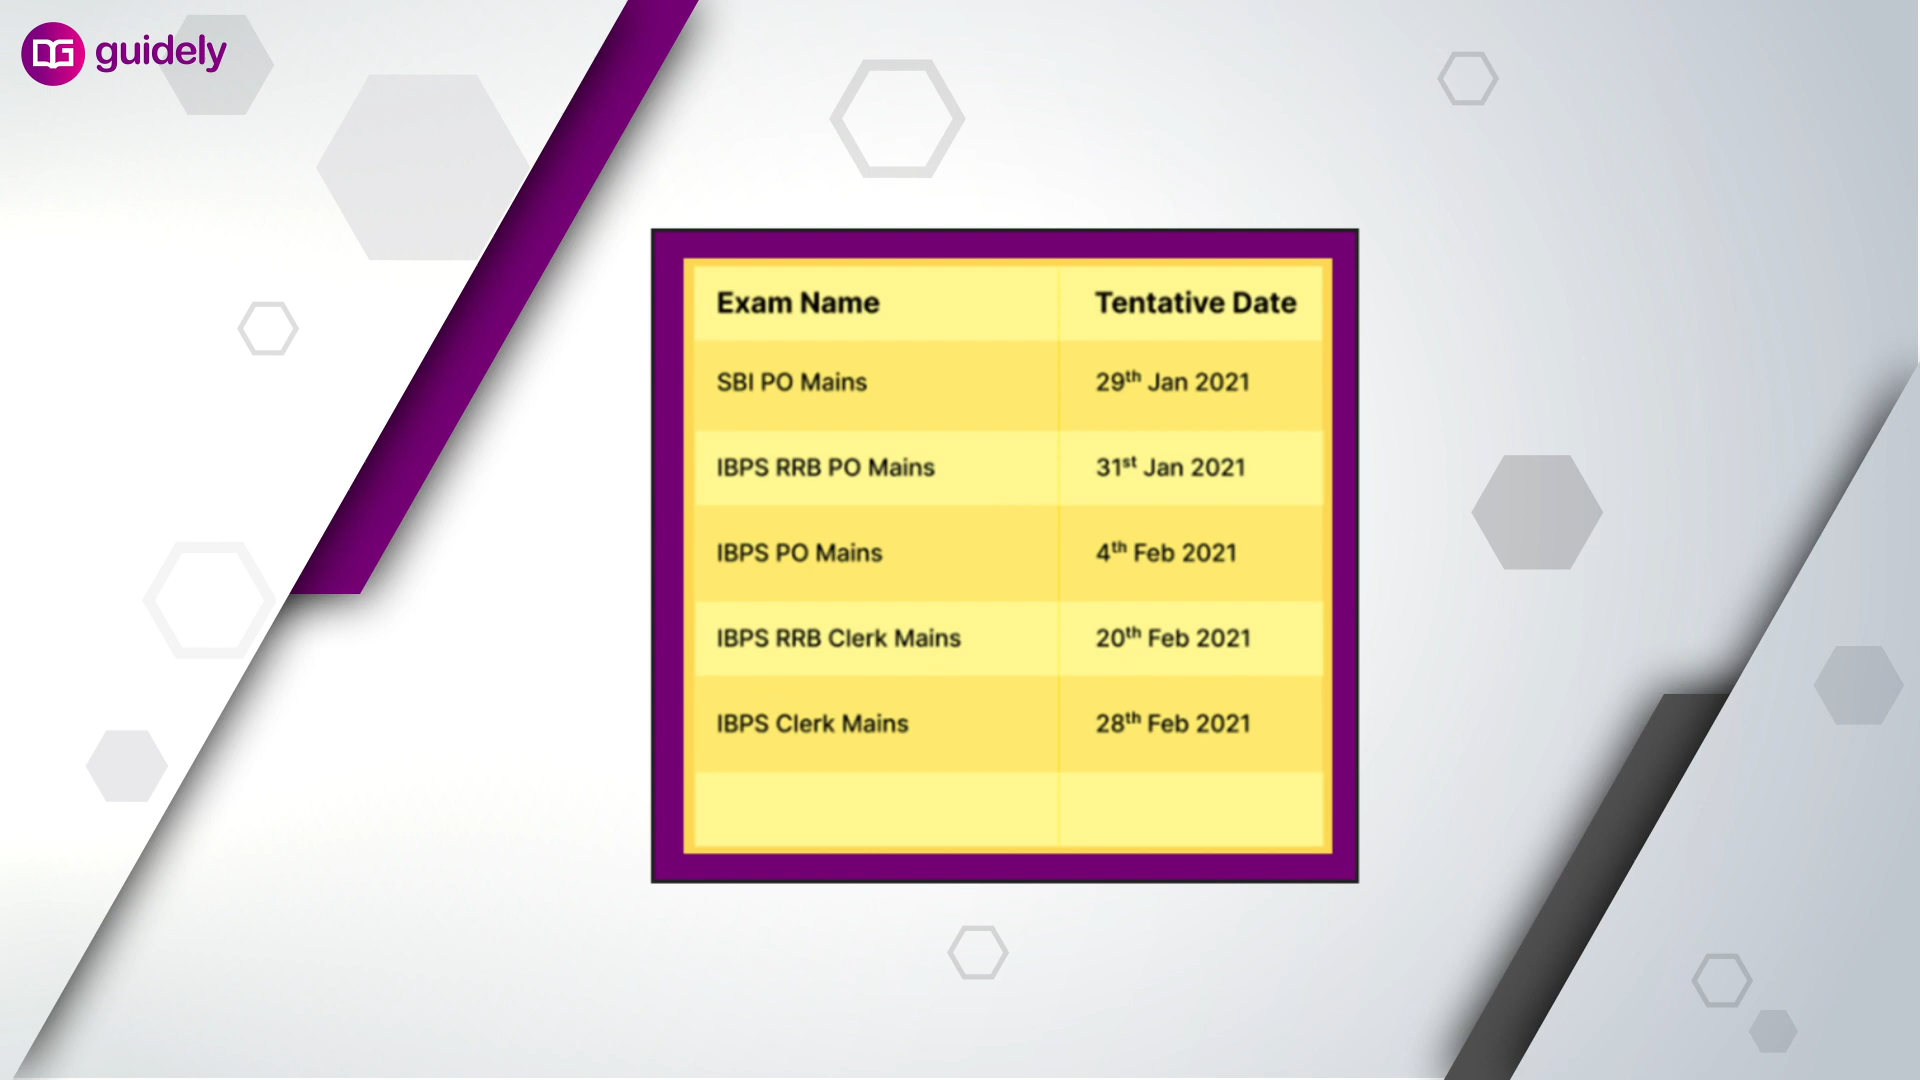 guidely
Exam Name Tentative Date
SBI PO Mains 29th Jan 2021
IBPS RRB PO Mains 31st Jan 2021
IBPS PO Mains 4th Feb 2021
IBPS RRB Clerk Mains 20th Feb 2021
IBPS Clerk Mains 28th Feb 2021